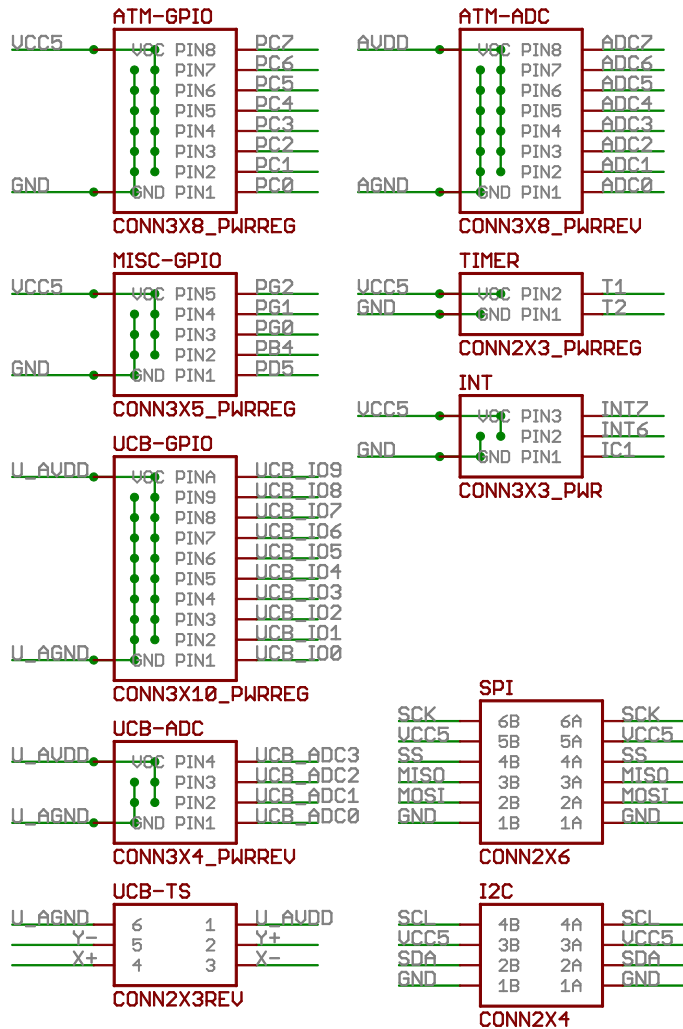 ATM-GPIO
VCC5 VCC PIN8 PC7
PIN7 PC6
PIN6 PC5
PIN5 PC4
PIN4 PC3
PIN3 PC2
PIN2 PC1
GND GND PIN1 PC0
CONN3X8_PWRREG
ATM-ADC
AVDD VCC PIN8 ADC7
PIN7 ADC6
PIN6 ADC5
PIN5 ADC4
PIN4 ADC3
PIN3 ADC2
PIN2 ADC1
AGND GND PIN1 ADC0
CONN3X8_PWRREV
MISC-GPIO
VCC5 VCC PIN5 PG2
PIN4 PG1
PIN3 PG0
PIN2 PB4
GND GND PIN1 PD5
CONN3X5_PWRREG
TIMER
VCC5 VCC PIN2 T1
GND GND PIN1 T2
CONN2X3_PWRREG
INT
VCC5 VCC PIN3 INT7
PIN2 INT6
GND GND PIN1 IC1
CONN3X3_PWR
UCB-GPIO
U_AVDD VCC PINA UCB_IO9
PIN9 UCB_IO8
PIN8 UCB_IO7
PIN7 UCB_IO6
PIN6 UCB_IO5
PIN5 UCB_IO4
PIN4 UCB_IO3
PIN3 UCB_IO2
PIN2 UCB_IO1
U_AGND GND PIN1 UCB_IO0
CONN3X10_PWRREG
UCB-ADC
U_AVDD VCC PIN4 UCB_ADC3
PIN3 UCB_ADC2
PIN2 UCB_ADC1
U_AGND GND PIN1 UCB_ADC0
CONN3X4_PWRREV
SPI
SCK 6B 6A SCK
VCC5 5B 5A VCC5
SS 4B 4A SS
MISO 3B 3A MISO
MOSI 2B 2A MOSI
GND 1B 1A GND
CONN2X6
UCB-TS
U_AGND 6 1 U_AVDD
Y- 5 2 Y+
X+ 4 3 X-
CONN2X3REV
I2C
SCL 4B 4A SCL
VCC5 3B 3A VCC5
SDA 2B 2A SDA
GND 1B 1A GND
CONN2X4